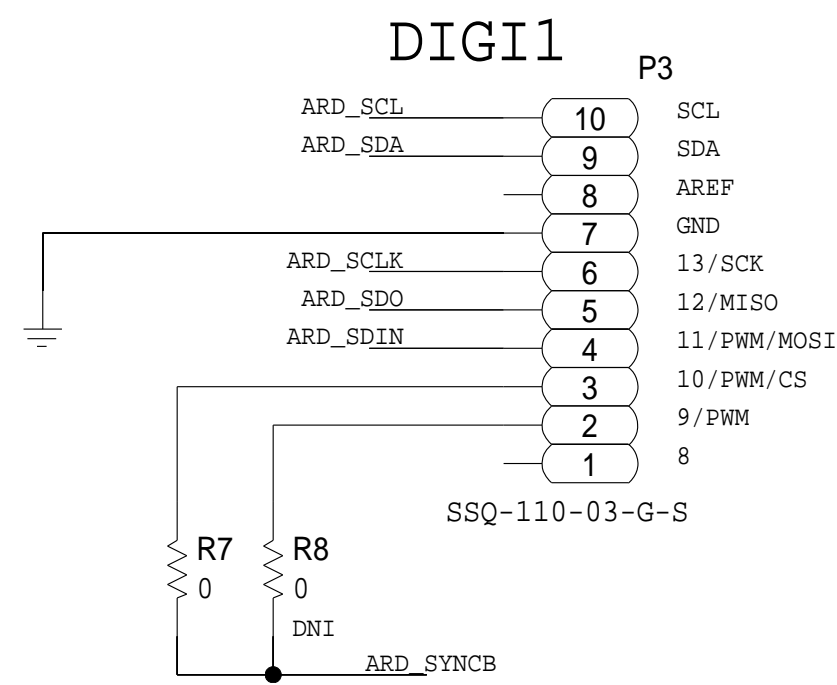 DIGI1
P3
ARD_SCL 10 SCL
ARD_SDA 9 SDA
8 AREF
7 GND
ARD_SCLK 6 13/SCK
ARD_SDO 5 12/MISO
ARD_SDIN 4 11/PWM/MOSI
3 10/PWM/CS
2 9/PWM
1 8
SSQ-110-03-G-S
R7 R8
0 0
DNI
ARD_SYNCB